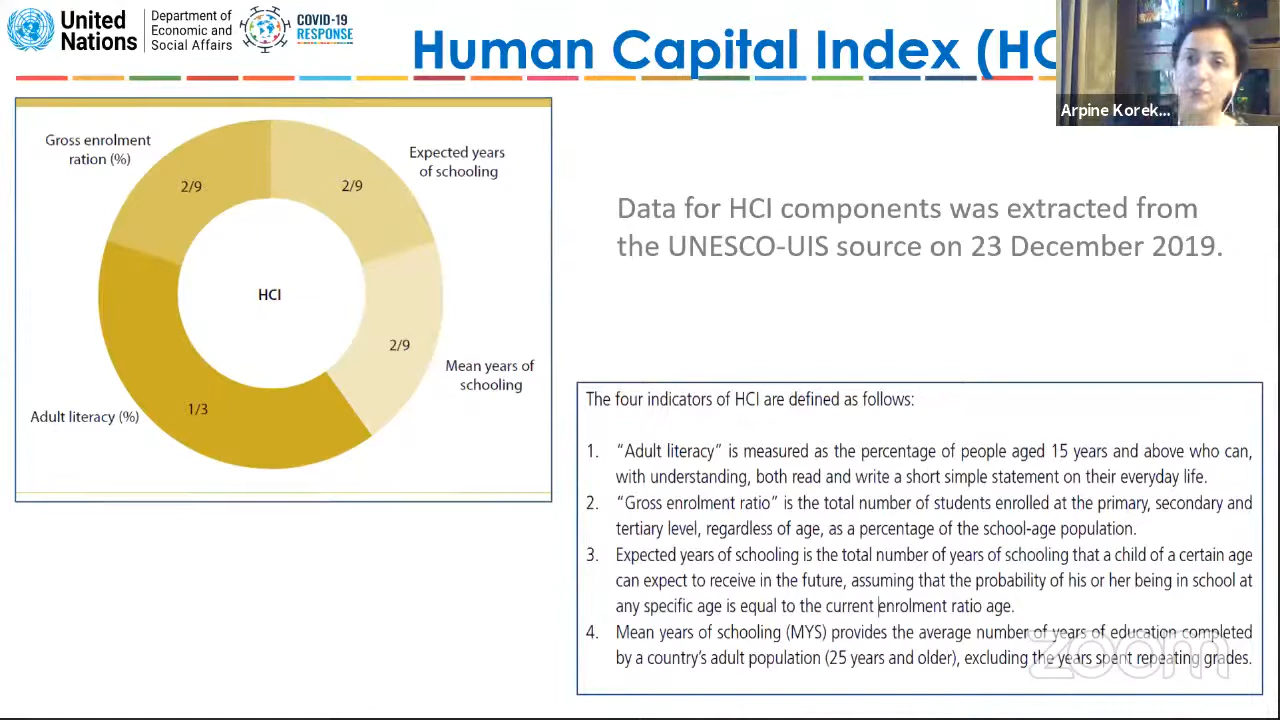 United
Nations
Department of
Economic and
Social Affairs
COVID-19
RESPONSE
Human Capital Index (HC
Arpine Korek...
Gross enrolment
ration (%)
2/9
Expected years
of schooling
2/9
HCI
2/9
Mean years of
schooling
Adult literacy (%)
1/3
Data for HCI components was extracted from
the UNESCO-UIS source on 23 December 2019.
The four indicators of HCI are defined as follows:
1. “Adult literacy” is measured as the percentage of people aged 15 years and above who can,
with understanding, both read and write a short simple statement on their everyday life.
2. “Gross enrolment ratio” is the total number of students enrolled at the primary, secondary and
tertiary level, regardless of age, as a percentage of the school-age population.
3. Expected years of schooling is the total number of years of schooling that a child of a certain age
can expect to receive in the future, assuming that the probability of his or her being in school at
any specific age is equal to the current enrolment ratio age.
4. Mean years of schooling (MYS) provides the average number of years of education completed
by a country’s adult population (25 years and older), excluding the years spent repeating grades.
zoom